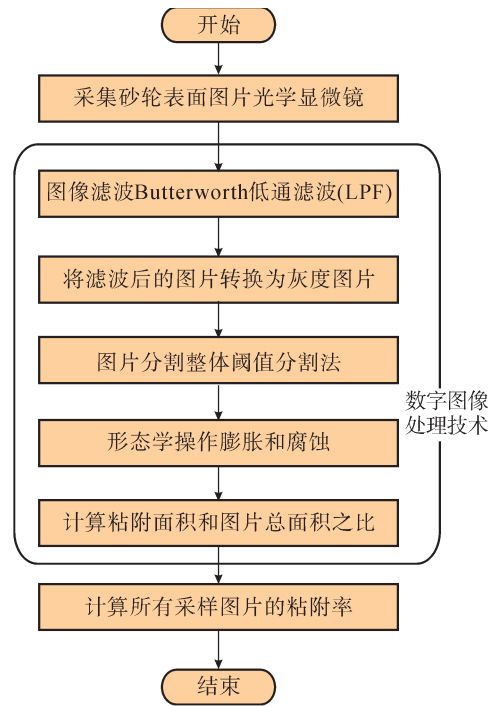 开始
采集砂轮表面图片光学显微镜
图像滤波Butterworth低通滤波(LPF)
将滤波后的图片转换为灰度图片
图片分割整体阈值分割法
形态学操作膨胀和腐蚀
计算粘附面积和图片总面积之比
数字图像
处理技术
计算所有采样图片的粘附率
结束